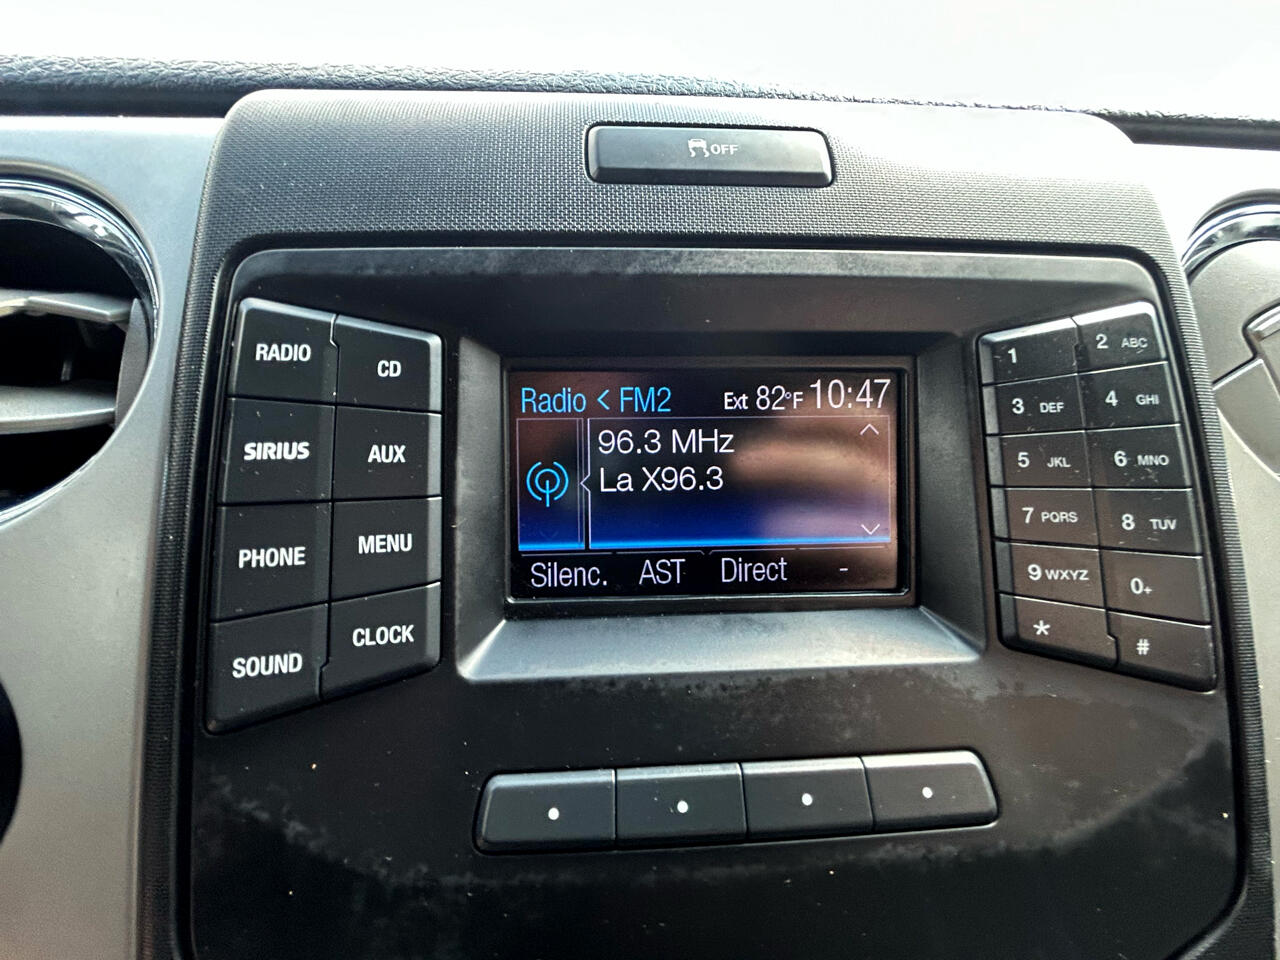 OFF
Radio < FM2 Ext 82°F 10:47
96.3 MHz
La X96.3
Silenc. AST Direct -
RADIO CD
SIRIUS AUX
PHONE MENU
SOUND CLOCK
1 2 ABC
3 DEF 4 GHI
5 JKL 6 MNO
7 PQRS 8 TUV
9 WXYZ 0+
* #